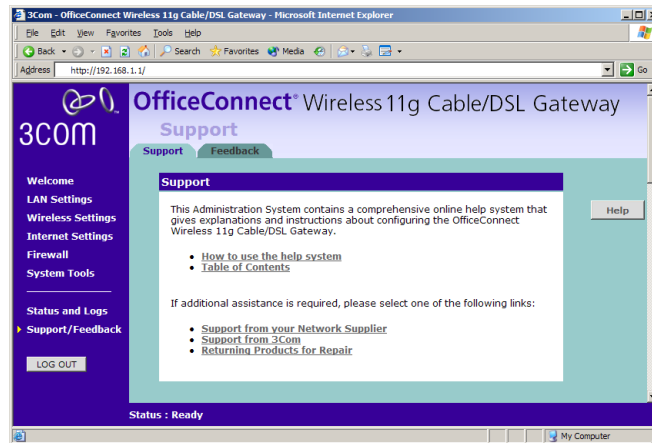 3Com - OfficeConnect Wireless 11g Cable/DSL Gateway - Microsoft Internet Explorer
File Edit View Favorites Tools Help
Back Search Favorites Media
Address http://192.168.1.1/ Go
3COM
OfficeConnect® Wireless 11g Cable/DSL Gateway
Support
Support Feedback
Welcome
LAN Settings
Wireless Settings
Internet Settings
Firewall
System Tools
Status and Logs
Support/Feedback
LOG OUT
Support
This Administration System contains a comprehensive online help system that
gives explanations and instructions about configuring the OfficeConnect
Wireless 11g Cable/DSL Gateway.
• How to use the help system
• Table of Contents
If additional assistance is required, please select one of the following links:
• Support from your Network Supplier
• Support from 3Com
• Returning Products for Repair
Help
Status : Ready
My Computer